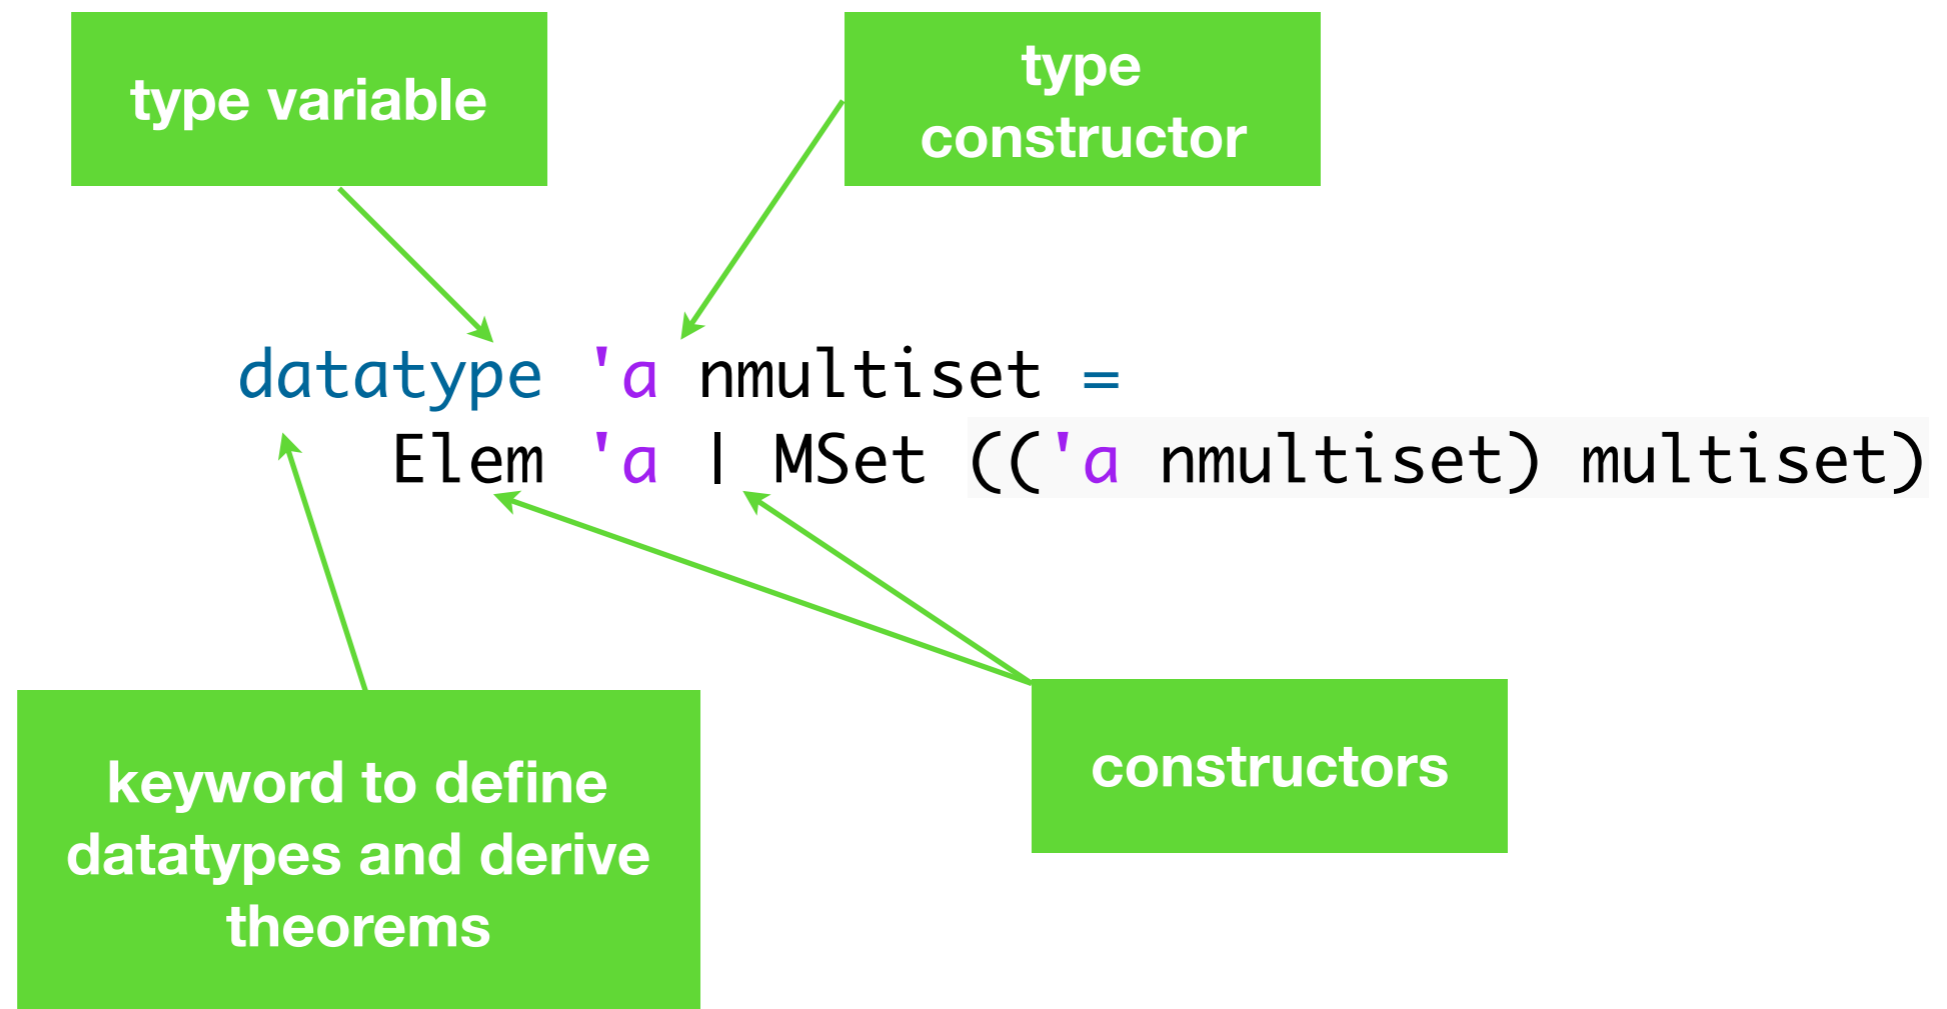 type variable
type
constructor
datatype 'a nmultiset =
Elem 'a | MSet (('a nmultiset) multiset)
keyword to define
datatypes and derive
theorems
constructors